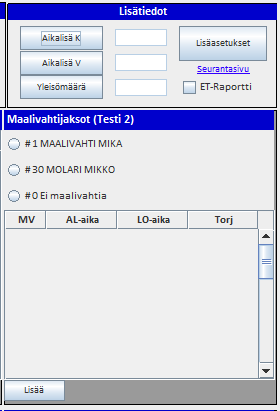 Lisätiedot
Aikalisä K
Aikalisä V
Lisäasetukset
Seurantasivu
Yleisömäärä
ET-Raportti
Maalivahtijaksot (Testi 2)
#1 MAALIVAHTI MIKA
#30 MOLARI MIKKO
#0 Ei maalivahtia
MV AL-aika LO-aika Torj
Lisää